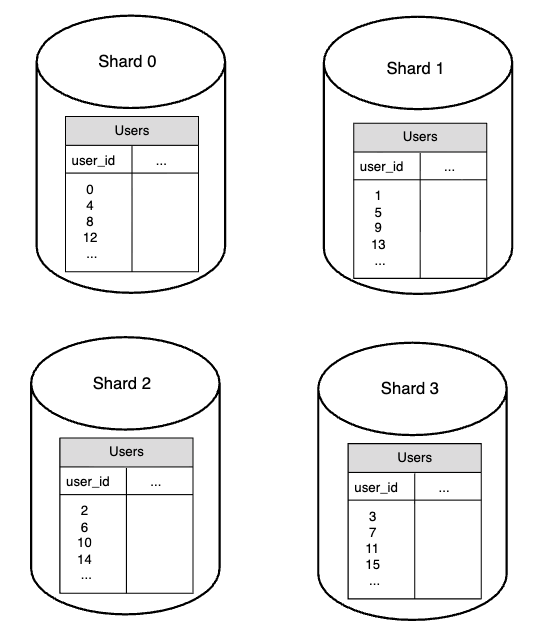 Shard 0
Users
user_id ...
0
4
8
12
...
Shard 1
Users
user_id ...
1
5
9
13
...
Shard 2
Users
user_id ...
2
6
10
14
...
Shard 3
Users
user_id ...
3
7
11
15
...